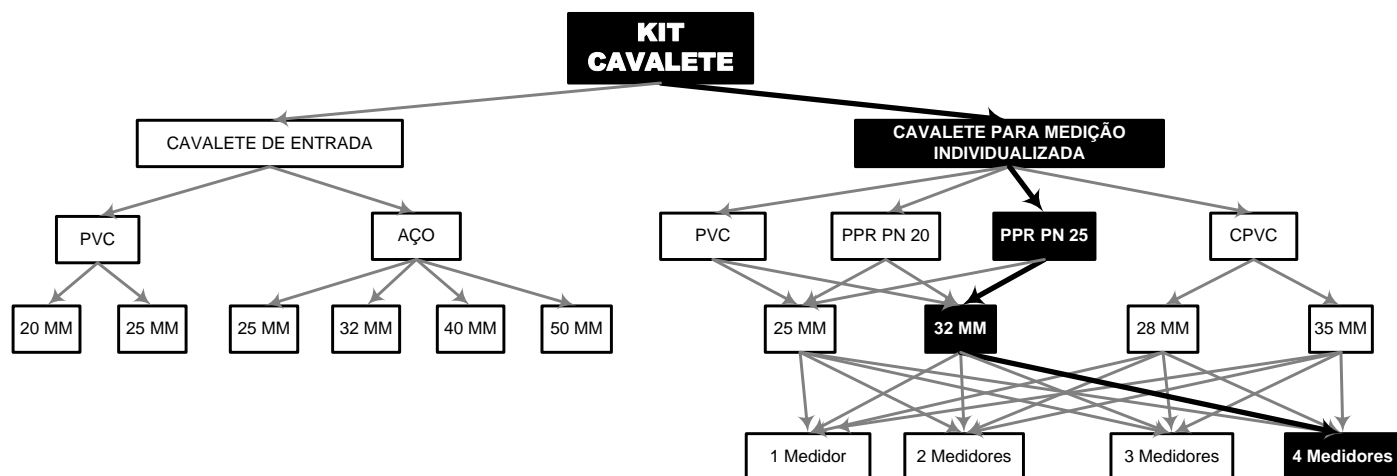 KIT
CAVALETE
CAVALETE DE ENTRADA
CAVALETE PARA MEDIÇÃO
INDIVIDUALIZADA
PVC
AÇO
PVC
PPR PN 20
PPR PN 25
CPVC
20 MM
25 MM
25 MM
32 MM
40 MM
50 MM
25 MM
32 MM
28 MM
35 MM
1 Medidor
2 Medidores
3 Medidores
4 Medidores